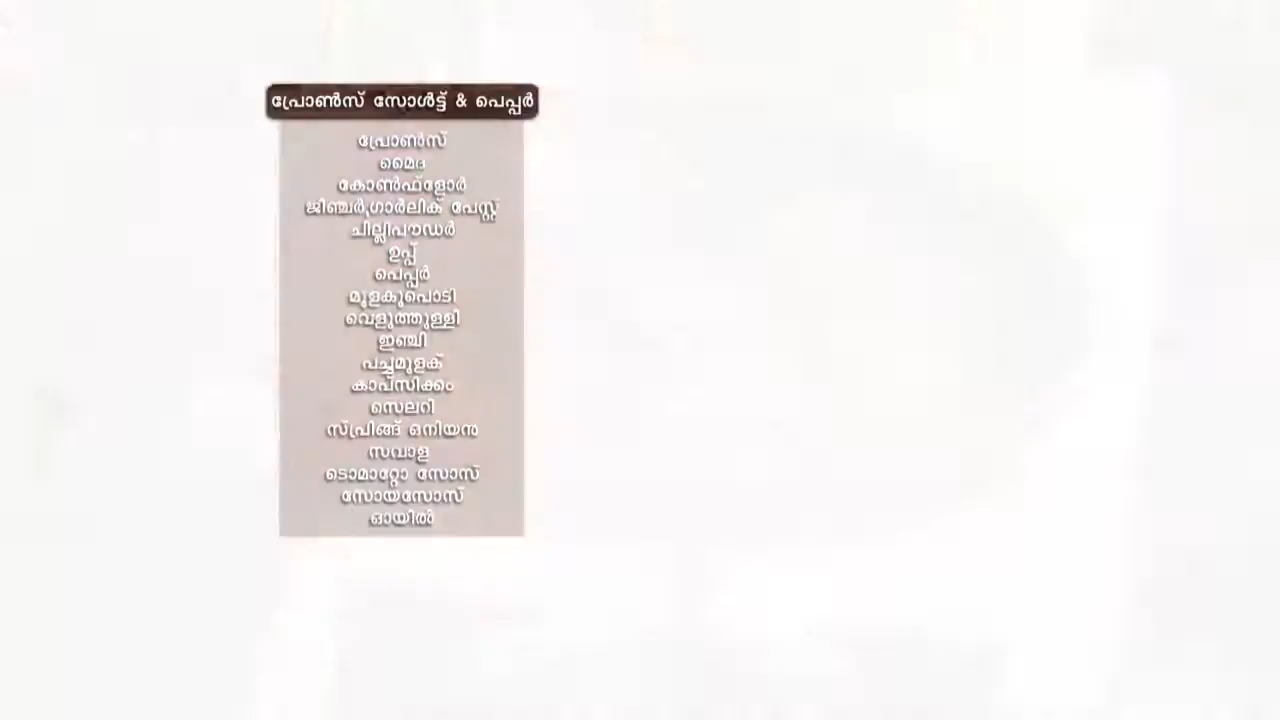 പ്രോൺസ് സോൾട്ട് & പെപ്പർ
പ്രോൺസ്
മൈദ
കോൺഫ്ളോർ
ജിഞ്ചർ,ഗാർലിക് പേസ്റ്റ്
ചില്ലിപൗഡർ
ഉപ്പ്
പെപ്പർ
മുളകുപൊടി
വെളുത്തുള്ളി
ഇഞ്ചി
പച്ചമുളക്
കാപ്സിക്കം
സെലറി
സ്പ്രിങ്ങ് ഒനിയൻ
സവാള
ടൊമാറ്റോ സോസ്
സോയസോസ്
ഓയിൽ